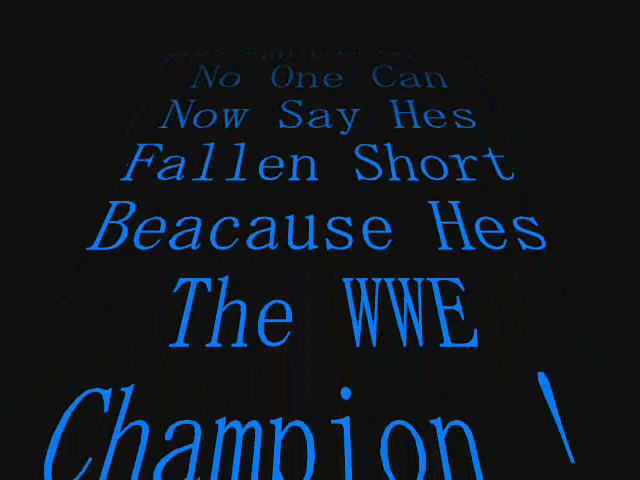 No One Can
Now Say Hes
Fallen Short
Beacause Hes
The WWE
Champion !